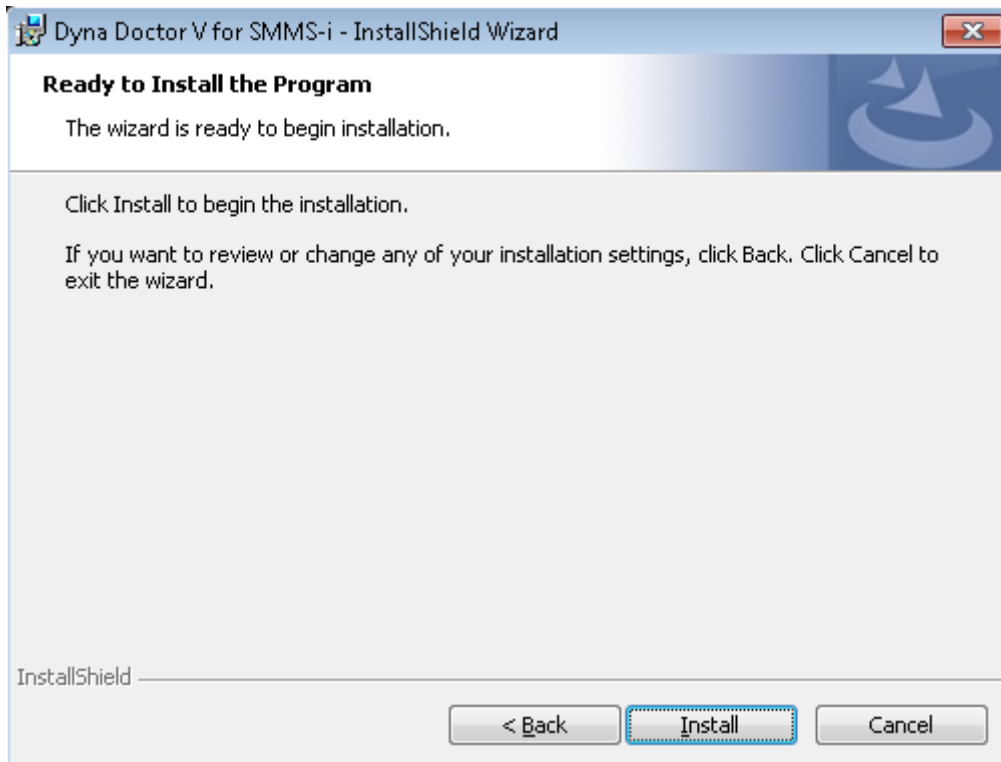 Dyna Doctor V for SMMS-i - InstallShield Wizard
Ready to Install the Program
The wizard is ready to begin installation.
Click Install to begin the installation.
If you want to review or change any of your installation settings, click Back. Click Cancel to
exit the wizard.
InstallShield
< Back
Install
Cancel